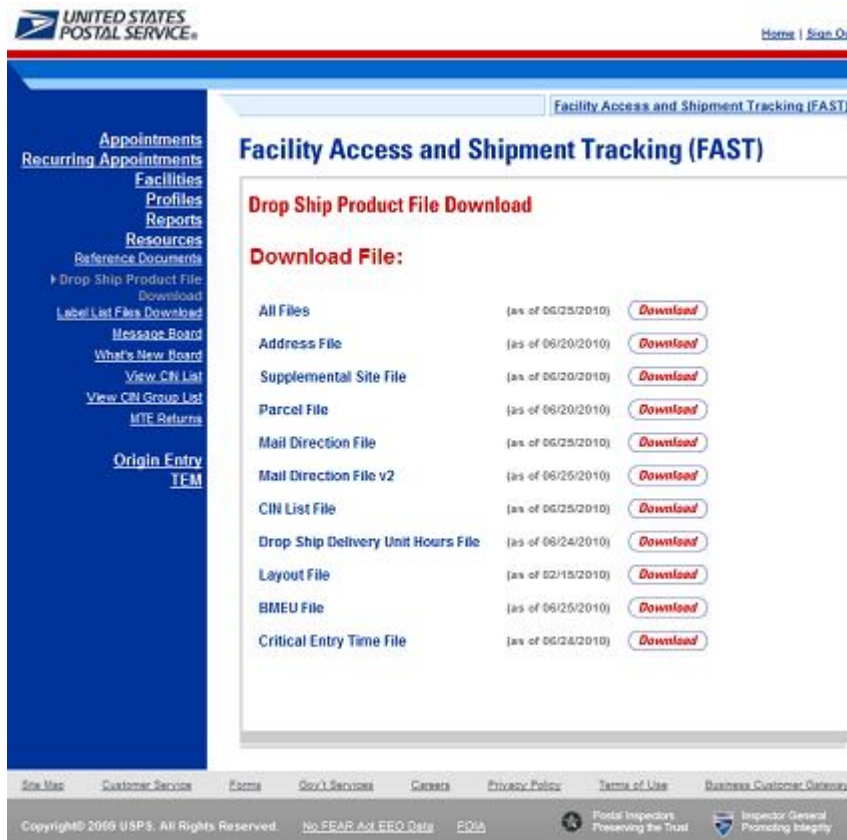 UNITED STATES
POSTAL SERVICE®
Home | Sign O
Facility Access and Shipment Tracking (FAST)
Appointments
Recurring Appointments
Facilities
Profiles
Reports
Resources
Reference Documents
Drop Ship Product File
Download
Label List Files Download
Message Board
What's New Board
View CIN List
View CIN Group List
MTE Returns
Origin Entry
TEM
Facility Access and Shipment Tracking (FAST)
Drop Ship Product File Download
Download File:
All Files (as of 06/25/2010) Download
Address File (as of 06/20/2010) Download
Supplemental Site File (as of 06/20/2010) Download
Parcel File (as of 06/20/2010) Download
Mail Direction File (as of 06/25/2010) Download
Mail Direction File v2 (as of 06/25/2010) Download
CIN List File (as of 06/25/2010) Download
Drop Ship Delivery Unit Hours File (as of 06/24/2010) Download
Layout File (as of 02/15/2010) Download
BMEU File (as of 06/25/2010) Download
Critical Entry Time File (as of 06/24/2010) Download
Site Map Customer Service Forms Gov't Services Careers Privacy Policy Terms of Use Business Customer Gateway
Copyright© 2009 USPS. All Rights Reserved. No FEAR Act EEO Data FOIA
Postal Inspectors
Preserving the Trust
Inspector General
Promoting Integrity